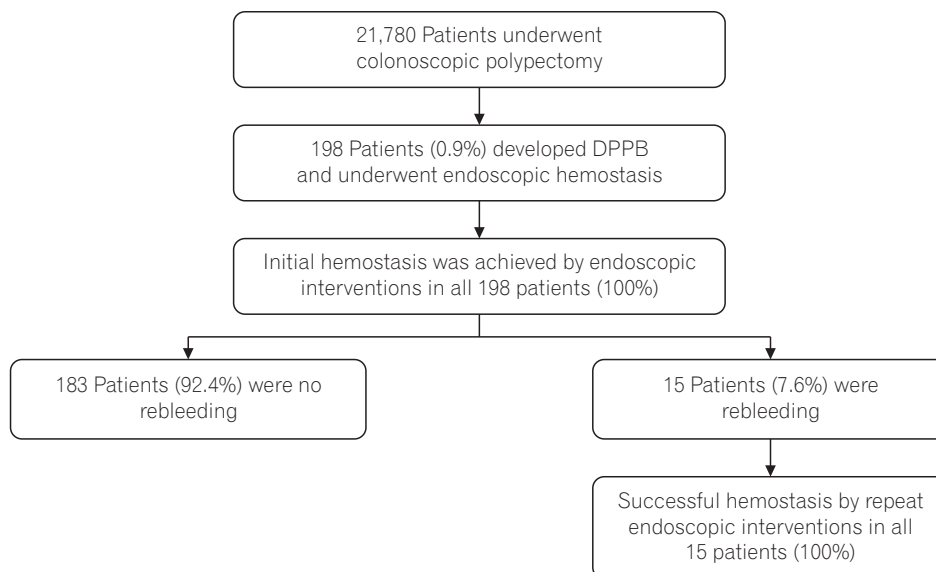 21,780 Patients underwent
colonoscopic polypectomy
198 Patients (0.9%) developed DPPB
and underwent endoscopic hemostasis
Initial hemostasis was achieved by endoscopic
interventions in all 198 patients (100%)
183 Patients (92.4%) were no
rebleeding
15 Patients (7.6%) were
rebleeding
Successful hemostasis by repeat
endoscopic interventions in all
15 patients (100%)